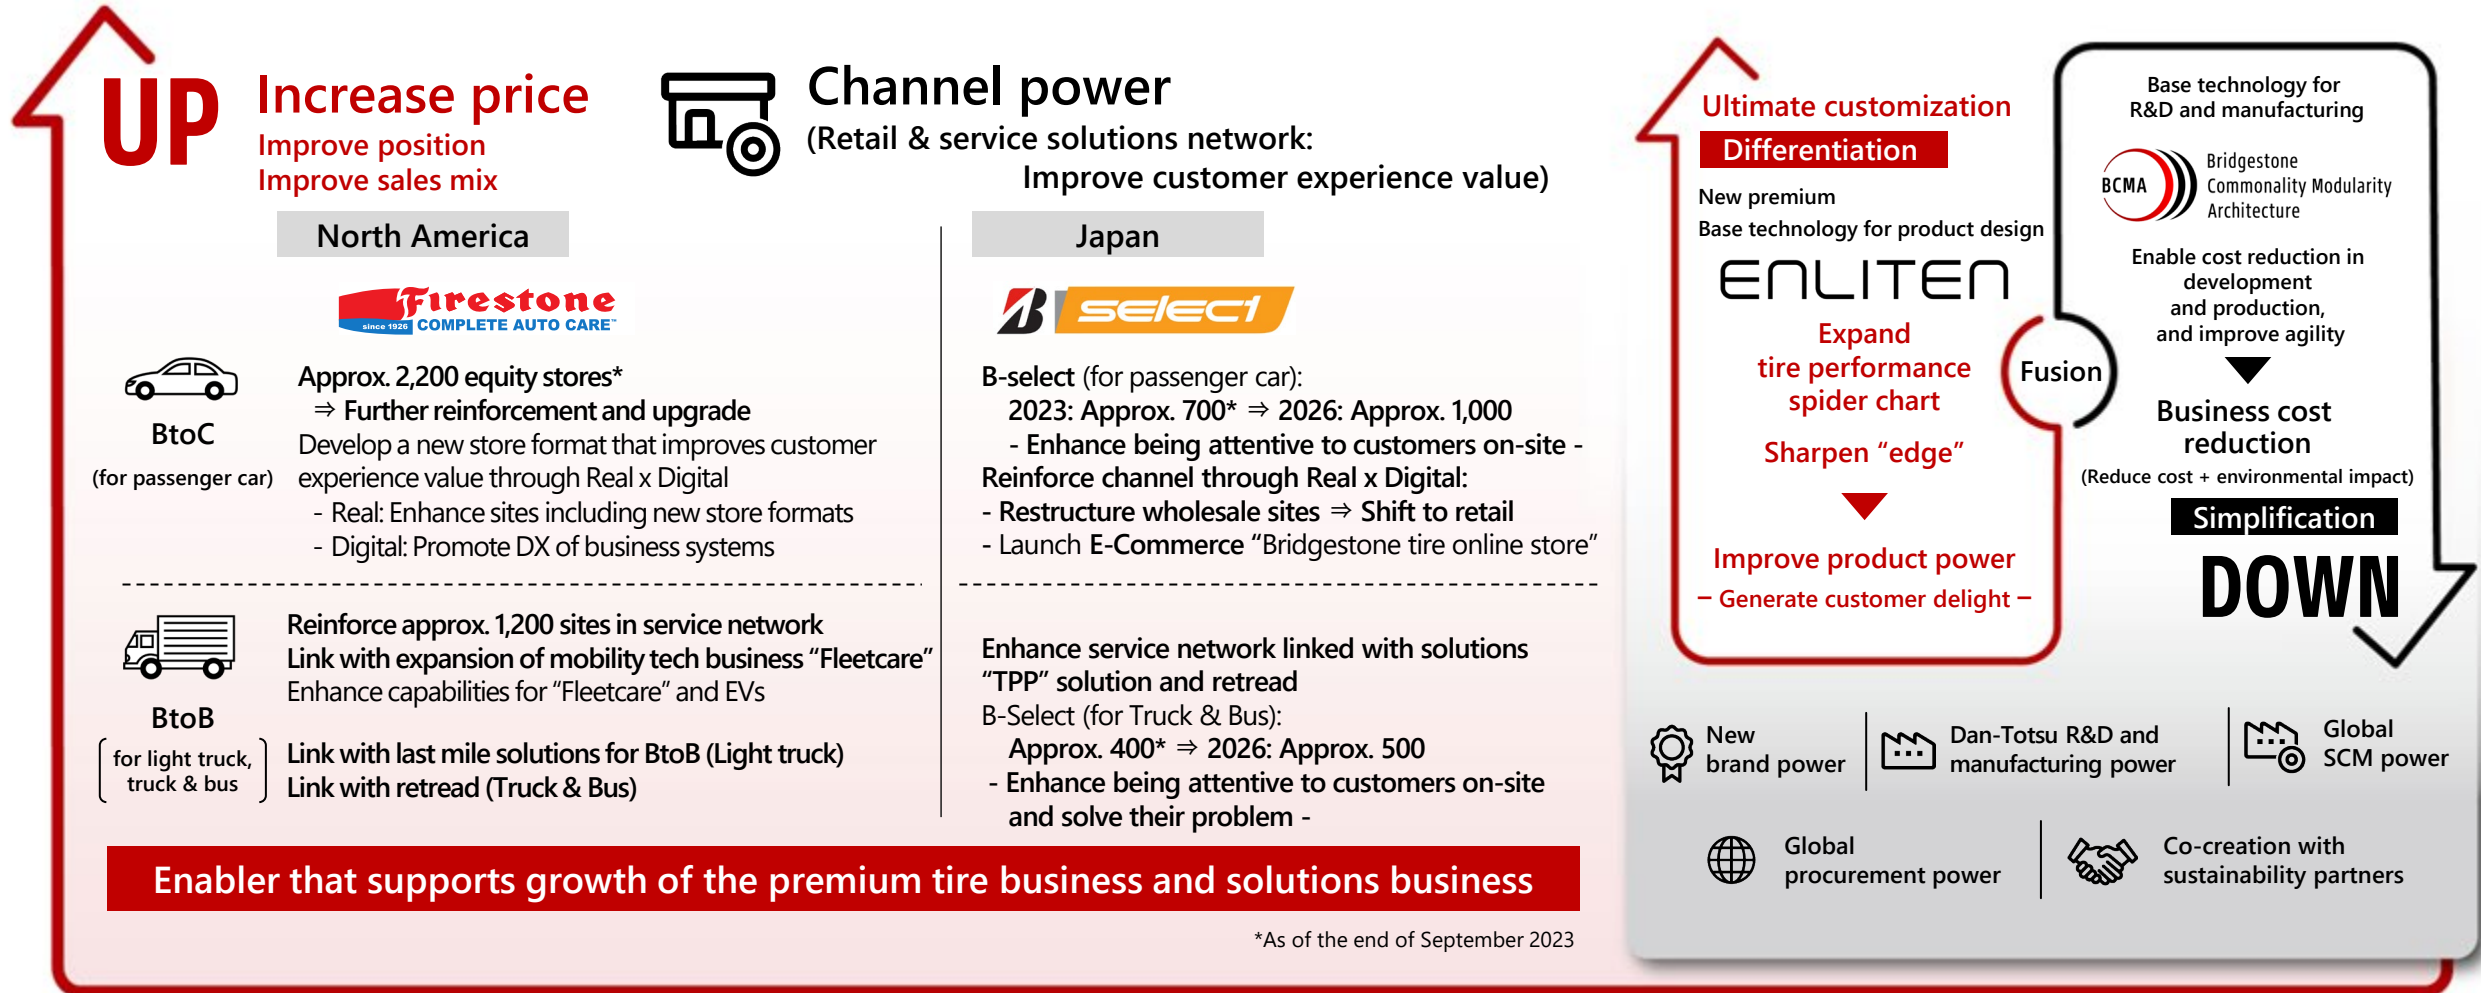 UP
Increase price
Improve position
Improve sales mix
Channel power
(Retail & service solutions network:
Improve customer experience value)
North America
Firestone
since 1926 COMPLETE AUTO CARE™
BtoC
(for passenger car)
Approx. 2,200 equity stores*
⇒ Further reinforcement and upgrade
Develop a new store format that improves customer
experience value through Real x Digital
- Real: Enhance sites including new store formats
- Digital: Promote DX of business systems
BtoB
for light truck,
truck & bus
Reinforce approx. 1,200 sites in service network
Link with expansion of mobility tech business “Fleetcare”
Enhance capabilities for “Fleetcare” and EVs
Link with last mile solutions for BtoB (Light truck)
Link with retread (Truck & Bus)
Japan
B select
B-select (for passenger car):
2023: Approx. 700* ⇒ 2026: Approx. 1,000
- Enhance being attentive to customers on-site -
Reinforce channel through Real x Digital:
- Restructure wholesale sites ⇒ Shift to retail
- Launch E-Commerce “Bridgestone tire online store”
Enhance service network linked with solutions
“TPP” solution and retread
B-Select (for Truck & Bus):
Approx. 400* ⇒ 2026: Approx. 500
- Enhance being attentive to customers on-site
and solve their problem -
Enabler that supports growth of the premium tire business and solutions business
*As of the end of September 2023
Ultimate customization
Differentiation
New premium
Base technology for product design
ENLITEN
Expand
tire performance
spider chart
Sharpen “edge”
Improve product power
– Generate customer delight –
Fusion
Base technology for
R&D and manufacturing
BCMA
Bridgestone
Commonality Modularity
Architecture
Enable cost reduction in
development
and production,
and improve agility
Business cost
reduction
(Reduce cost + environmental impact)
Simplification
DOWN
New
brand power
Dan-Totsu R&D and
manufacturing power
Global
SCM power
Global
procurement power
Co-creation with
sustainability partners